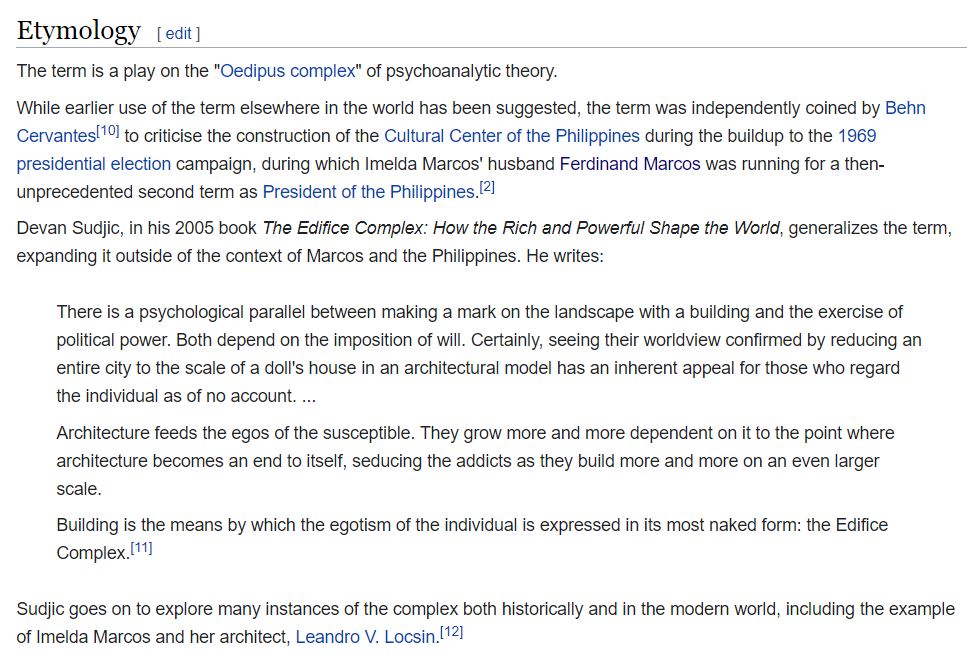 Etymology [ edit ]
The term is a play on the "Oedipus complex" of psychoanalytic theory.
While earlier use of the term elsewhere in the world has been suggested, the term was independently coined by Behn
Cervantes[10] to criticise the construction of the Cultural Center of the Philippines during the buildup to the 1969
presidential election campaign, during which Imelda Marcos' husband Ferdinand Marcos was running for a then-
unprecedented second term as President of the Philippines.[2]
Devan Sudjic, in his 2005 book The Edifice Complex: How the Rich and Powerful Shape the World, generalizes the term,
expanding it outside of the context of Marcos and the Philippines. He writes:
There is a psychological parallel between making a mark on the landscape with a building and the exercise of
political power. Both depend on the imposition of will. Certainly, seeing their worldview confirmed by reducing an
entire city to the scale of a doll's house in an architectural model has an inherent appeal for those who regard
the individual as of no account. ...
Architecture feeds the egos of the susceptible. They grow more and more dependent on it to the point where
architecture becomes an end to itself, seducing the addicts as they build more and more on an even larger
scale.
Building is the means by which the egotism of the individual is expressed in its most naked form: the Edifice
Complex.[11]
Sudjic goes on to explore many instances of the complex both historically and in the modern world, including the example
of Imelda Marcos and her architect, Leandro V. Locsin.[12]